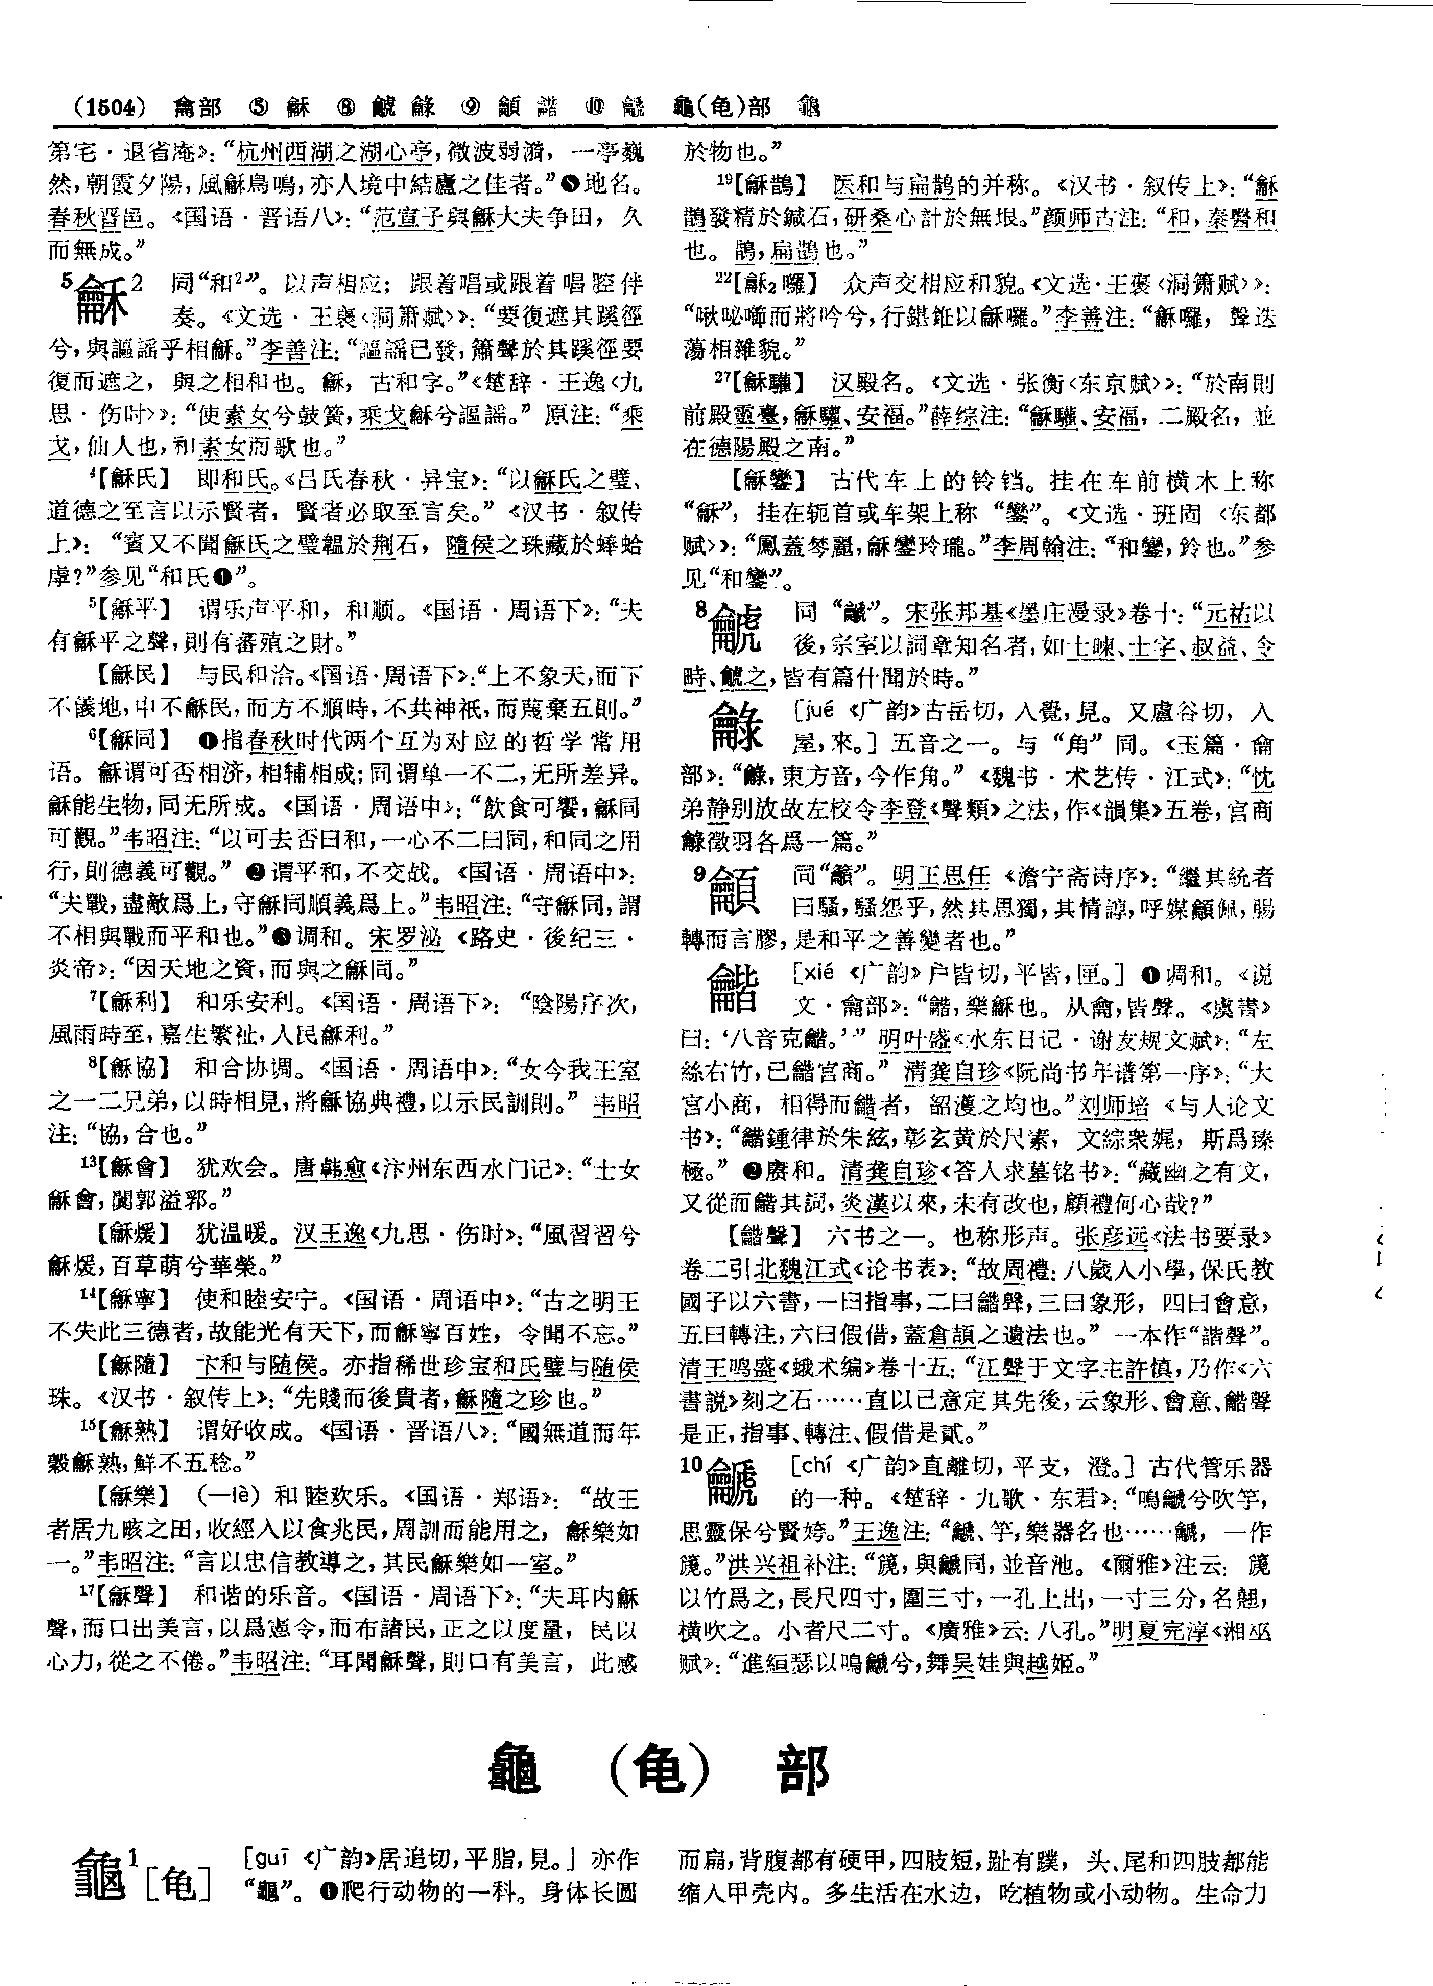 (1504) 龠部 ⑤ 龢 ⑧ 䶵 䚫 ⑨ 龥 龤 ⑩ 龥 龜(龟)部 龜
第宅·退省庵》：“杭州西湖之湖心亭，微波弱漪，一亭巍
然，朝霞夕陽，風龢鳥鳴，亦人境中結廬之佳者。”❺地名。
春秋晋邑。《国语·晋语八》：“范宣子與龢大夫争田，久
而無成。”
5龢2 同“和2”。以声相应；跟着唱或跟着唱腔伴
奏。《文选·王褒〈洞箫赋〉》：“要復遮其蹊徑
兮，與謳謠乎相龢。”李善注：“謳謠已發，簫聲於其蹊徑要
復而遮之，與之相和也。龢，古和字。”《楚辞·王逸〈九
思·伤时〉》：“使素女兮鼓簧，乘戈龢兮謳謠。”原注：“乘
戈，仙人也，和素女而歌也。”
4【龢氏】 即和氏。《吕氏春秋·异宝》：“以龢氏之璧、
道德之至言以示賢者，賢者必取至言矣。”《汉书·叙传
上》：“賓又不聞龢氏之璧韞於荆石，隨侯之珠藏於蜯蛤
虖？”参见“和氏❶”。
5【龢平】 谓乐声平和，和顺。《国语·周语下》：“夫
有龢平之聲，則有蕃殖之財。”
【龢民】 与民和洽。《国语·周语下》：“上不象天，而下
不儀地，中不龢民，而方不順時，不共神祇，而蔑棄五則。”
6【龢同】 ❶指春秋时代两个互为对应的哲学常用
语。龢谓可否相济，相辅相成；同谓单一不二，无所差异。
龢能生物，同无所成。《国语·周语中》：“飲食可饗，龢同
可觀。”韦昭注：“以可去否曰和，一心不二曰同，和同之用
行，則德義可觀。” ❷谓平和，不交战。《国语·周语中》：
“夫戰，盡敵爲上，守龢同順義爲上。”韦昭注：“守龢同，謂
不相與戰而平和也。”❸调和。宋罗泌《路史·後纪三·
炎帝》：“因天地之資，而與之龢同。”
7【龢利】 和乐安利。《国语·周语下》：“陰陽序次，
風雨時至，嘉生繁祉，人民龢利。”
8【龢協】 和合协调。《国语·周语中》：“女今我王室
之一二兄弟，以時相見，將龢協典禮，以示民訓則。”韦昭
注：“協，合也。”
13【龢會】 犹欢会。唐韩愈《汴州东西水门记》：“士女
龢會，闐郭溢郛。”
【龢煖】 犹温暖。汉王逸《九思·伤时》：“風習習兮
龢煖，百草萌兮華榮。”
14【龢寧】 使和睦安宁。《国语·周语中》：“古之明王
不失此三德者，故能光有天下，而龢寧百姓，令聞不忘。”
【龢隨】 卞和与随侯。亦指稀世珍宝和氏璧与随侯
珠。《汉书·叙传上》：“先賤而後貴者，龢隨之珍也。”
15【龢熟】 谓好收成。《国语·晋语八》：“國無道而年
穀龢熟，鮮不五稔。”
【龢樂】 （—lè）和睦欢乐。《国语·郑语》：“故王
者居九畡之田，收經入以食兆民，周訓而能用之，龢樂如
一。”韦昭注：“言以忠信教導之，其民龢樂如一室。”
17【龢聲】 和谐的乐音。《国语·周语下》：“夫耳内龢
聲，而口出美言，以爲憲令，而布諸民，正之以度量，民以
心力，從之不倦。”韦昭注：“耳聞龢聲，則口有美言，此感
於物也。”
19【龢鵲】 医和与扁鹊的并称。《汉书·叙传上》：“龢
鵲發精於鍼石，研桑心計於無垠。”颜师古注：“和，秦醫和
也。鵲，扁鵲也。”
22【龢2囉】 众声交相应和貌。《文选·王褒〈洞箫赋〉》：
“啾咇㘉而將吟兮，行鍖銋以龢囉。”李善注：“龢囉，聲迭
蕩相雜貌。”
27【龢驩】 汉殿名。《文选·张衡〈东京赋〉》：“於南則
前殿靈臺，龢驩、安福。”薛综注：“龢驩、安福，二殿名，並
在德陽殿之南。”
【龢鑾】 古代车上的铃铛。挂在车前横木上称
“龢”，挂在轭首或车架上称“鑾”。《文选·班固〈东都
赋〉》：“鳳蓋棽麗，龢鑾玲瓏。”李周翰注：“和鑾，鈴也。”参
见“和鑾”。
8 同“䶵”。宋张邦基《墨庄漫录》卷十：“元祐以
後，宗室以詞章知名者，如士暕、士字、叔益、令
時、䶵之，皆有篇什聞於時。”
[jué 《广韵》古岳切，入覺，見。又盧谷切，入
屋，來。] 五音之一。与“角”同。《玉篇·龠
部》：“䚫，東方音，今作角。”《魏书·术艺传·江式》：“忱
弟静别放故左校令李登《聲類》之法，作《韻集》五卷，宫商
䚫徵羽各爲一篇。”
9龥 同“籲”。明王思任《澹宁斋诗序》：“繼其統者
曰騷，騷怨乎，然其思獨，其情諄，呼媒龥佩，腸
轉而言膠，是和平之善變者也。”
龤 [xié 《广韵》户皆切，平皆，匣。] ❶调和。《说
文·龠部》：“龤，樂龢也。从龠，皆聲。《虞書》
曰：‘八音克龤。’”明叶盛《水东日记·谢友规文赋》：“左
絲右竹，已龤宫商。”清龚自珍《阮尚书年谱第一序》：“大
宫小商，相得而龤者，韶濩之均也。”刘师培《与人论文
书》：“龤鍾律於朱絃，彰玄黄於尺素，文綜衆娓，斯爲臻
極。” ❷赓和。清龚自珍《答人求墓铭书》：“藏幽之有文，
又從而龤其詞，炎漢以來，未有改也，顧禮何心哉？”
【龤聲】 六书之一。也称形声。张彦远《法书要录》
卷二引北魏江式《论书表》：“故周禮：八歲入小學，保氏教
國子以六書，一曰指事，二曰龤聲，三曰象形，四曰會意，
五曰轉注，六曰假借，蓋倉頡之遺法也。”一本作“諧聲”。
清王鸣盛《蛾术编》卷十五：“江聲于文字主許慎，乃作《六
書説》刻之石……直以己意定其先後，云象形、會意、龤聲
是正，指事、轉注、假借是貳。”
10 [chí 《广韵》直離切，平支，澄。] 古代管乐器
的一种。《楚辞·九歌·东君》：“鳴䶵兮吹竽，
思靈保兮賢姱。”王逸注：“䶵、竽，樂器名也……䶵，一作
篪。”洪兴祖补注：“篪，與䶵同，並音池。《爾雅》注云：篪
以竹爲之，長尺四寸，圍三寸，一孔上出，一寸三分，名翹，
横吹之。小者尺二寸。《廣雅》云：八孔。”明夏完淳《湘巫
赋》：“進絙瑟以鳴䶵兮，舞吴娃與越姬。”
龜（龟）部
龜1[龟] [guī 《广韵》居追切，平脂，見。] 亦作
“龜”。❶爬行动物的一科。身体长圆
而扁，背腹都有硬甲，四肢短，趾有蹼，头、尾和四肢都能
缩入甲壳内。多生活在水边，吃植物或小动物。生命力